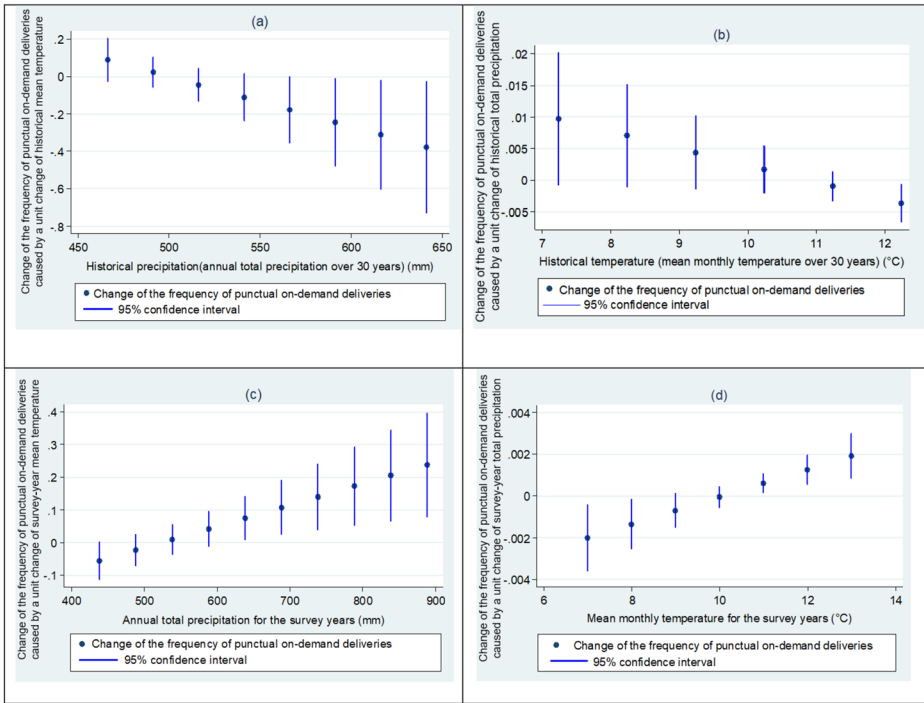 (a)
Change of the frequency of punctual on-demand deliveries
caused by a unit change of historical mean temperature
.2
0
-.2
-.4
-.6
-.8
450
500
550
600
650
Historical precipitation(annual total precipitation over 30 years) (mm)
Change of the frequency of punctual on-demand deliveries
95% confidence interval
(b)
Change of the frequency of punctual on-demand deliveries
caused by a unit change of historical total precipitation
.02
.015
.01
.005
0
-.005
7
8
9
10
11
12
Historical temperature (mean monthly temperature over 30 years) (°C)
Change of the frequency of punctual on-demand deliveries
95% confidence interval
(c)
Change of the frequency of punctual on-demand deliveries
caused by a unit change of survey-year mean temperature
.4
.3
.2
.1
0
-.1
400
500
600
700
800
900
Annual total precipitation for the survey years (mm)
Change of the frequency of punctual on-demand deliveries
95% confidence interval
(d)
Change of the frequency of punctual on-demand deliveries
caused by a unit change of survey-year total precipitation
.004
.002
0
-.002
-.004
6
8
10
12
14
Mean monthly temperature for the survey years (°C)
Change of the frequency of punctual on-demand deliveries
95% confidence interval